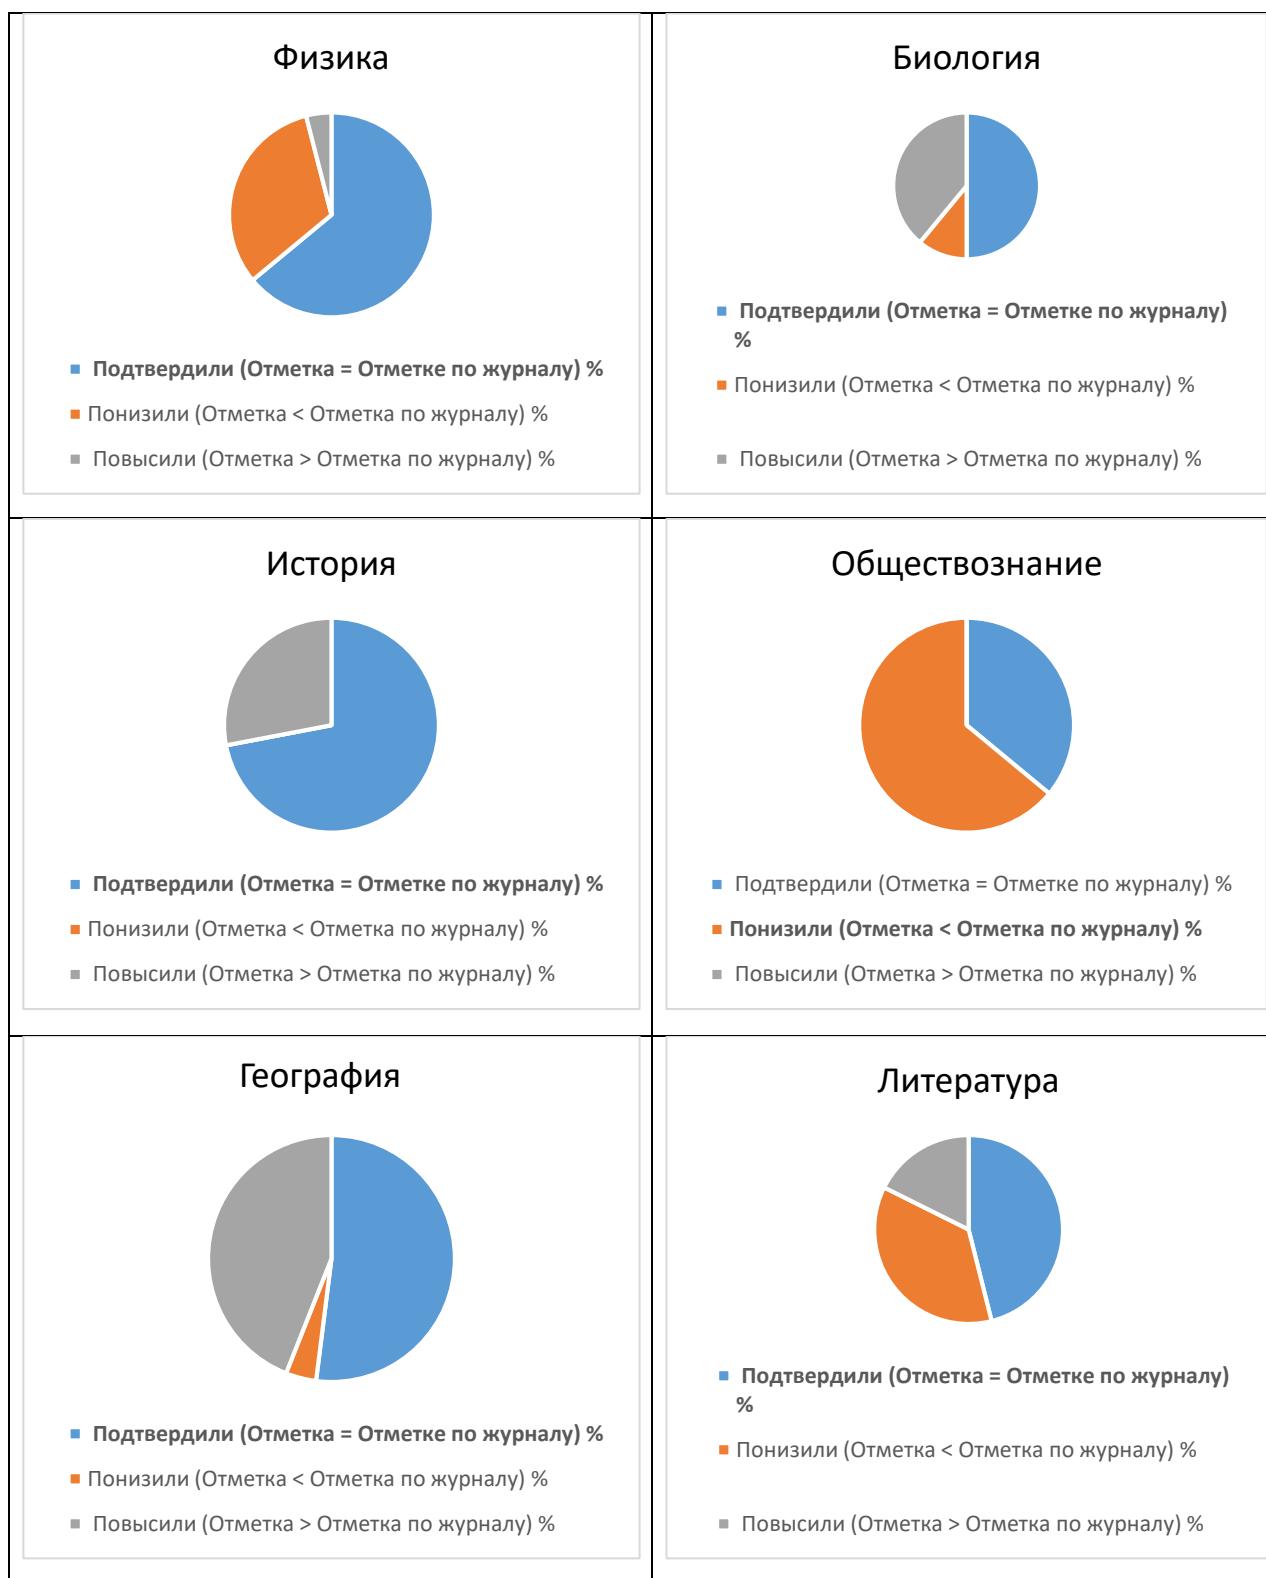 Физика
Подтвердили (Отметка = Отметке по журналу) %
Понизили (Отметка < Отметка по журналу) %
Повысили (Отметка > Отметка по журналу) %
Биология
Подтвердили (Отметка = Отметке по журналу)
%
Понизили (Отметка < Отметка по журналу) %
Повысили (Отметка > Отметка по журналу) %
История
Подтвердили (Отметка = Отметке по журналу) %
Понизили (Отметка < Отметка по журналу) %
Повысили (Отметка > Отметка по журналу) %
Обществознание
Подтвердили (Отметка = Отметке по журналу) %
Понизили (Отметка < Отметка по журналу) %
Повысили (Отметка > Отметка по журналу) %
География
Подтвердили (Отметка = Отметке по журналу) %
Понизили (Отметка < Отметка по журналу) %
Повысили (Отметка > Отметка по журналу) %
Литература
Подтвердили (Отметка = Отметке по журналу)
%
Понизили (Отметка < Отметка по журналу) %
Повысили (Отметка > Отметка по журналу) %